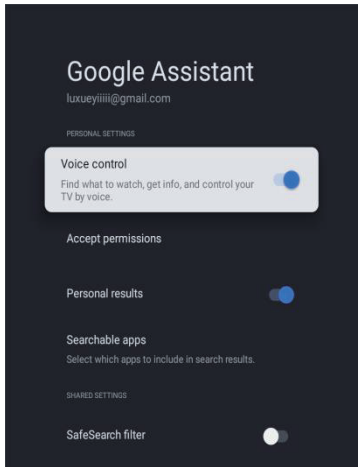 Google Assistant
luxueyiiiii@gmail.com
PERSONAL SETTINGS
Voice control
Find what to watch, get info, and control your
TV by voice.
Accept permissions
Personal results
Searchable apps
Select which apps to include in search results.
SHARED SETTINGS
SafeSearch filter